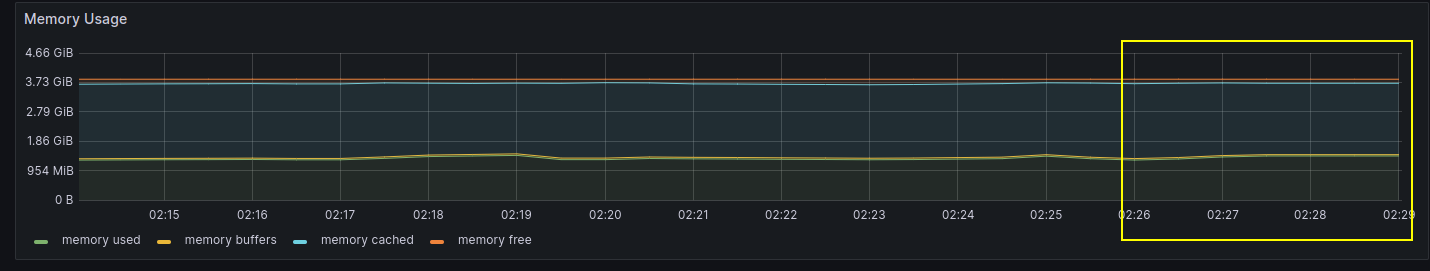 Memory Usage
4.66 GiB
3.73 GiB
2.79 GiB
1.86 GiB
954 MiB
0 B
02:15 02:16 02:17 02:18 02:19 02:20 02:21 02:22 02:23 02:24 02:25 02:26 02:27 02:28 02:29
memory used memory buffers memory cached memory free